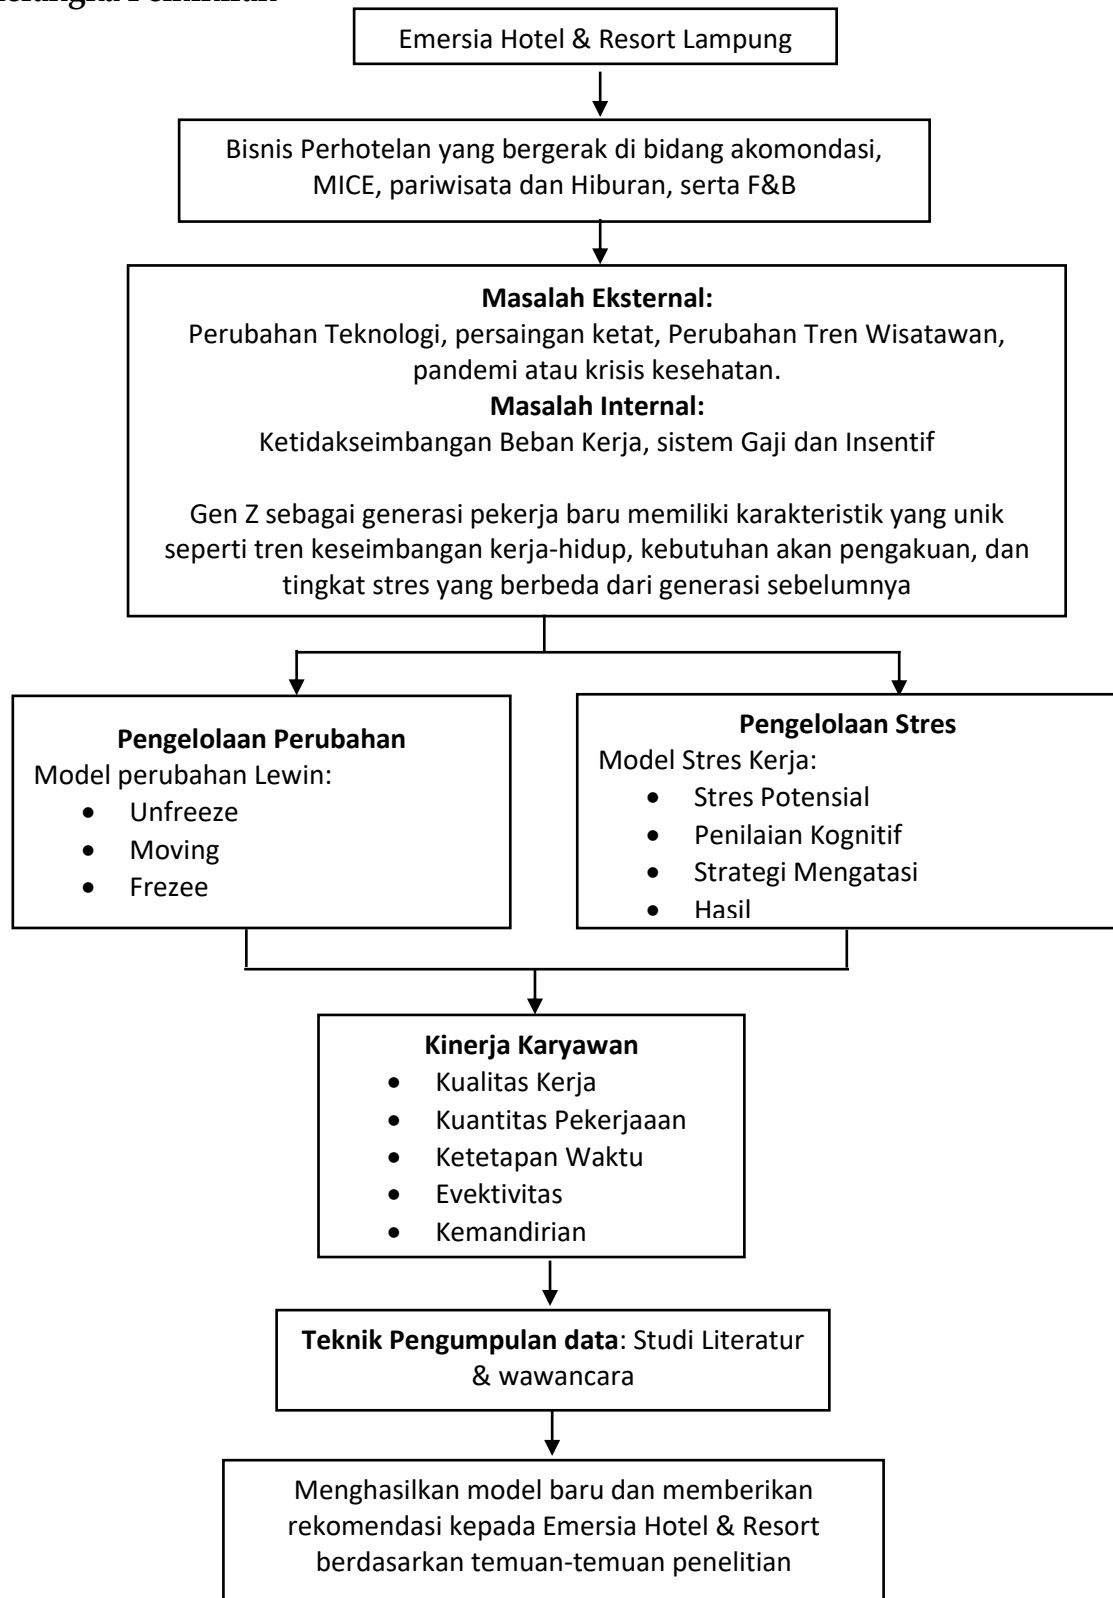 Emersia Hotel & Resort Lampung
Bisnis Perhotelan yang bergerak di bidang akomondasi,
MICE, pariwisata dan Hiburan, serta F&B
Masalah Eksternal:
Perubahan Teknologi, persaingan ketat, Perubahan Tren Wisatawan,
pandemi atau krisis kesehatan.
Masalah Internal:
Ketidakseimbangan Beban Kerja, sistem Gaji dan Insentif
Gen Z sebagai generasi pekerja baru memiliki karakteristik yang unik
seperti tren keseimbangan kerja-hidup, kebutuhan akan pengakuan, dan
tingkat stres yang berbeda dari generasi sebelumnya
Pengelolaan Perubahan
Model perubahan Lewin:
• Unfreeze
• Moving
• Frezee
Pengelolaan Stres
Model Stres Kerja:
• Stres Potensial
• Penilaian Kognitif
• Strategi Mengatasi
• Hasil
Kinerja Karyawan
• Kualitas Kerja
• Kuantitas Pekerjaaan
• Ketetapan Waktu
• Evektivitas
• Kemandirian
Teknik Pengumpulan data: Studi Literatur
& wawancara
Menghasilkan model baru dan memberikan
rekomendasi kepada Emersia Hotel & Resort
berdasarkan temuan-temuan penelitian